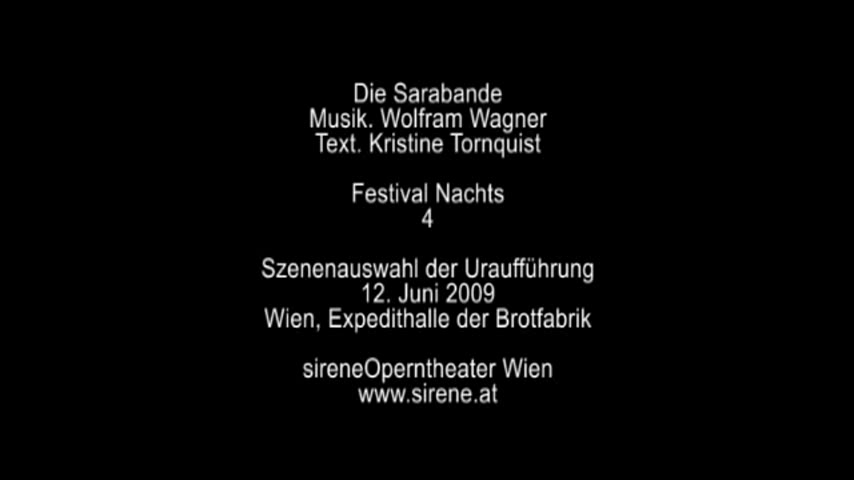 Die Sarabande
Musik. Wolfram Wagner
Text. Kristine Tornquist
Festival Nachts
4
Szenenauswahl der Uraufführung
12. Juni 2009
Wien, Expedithalle der Brotfabrik
sireneOperntheater Wien
www.sirene.at